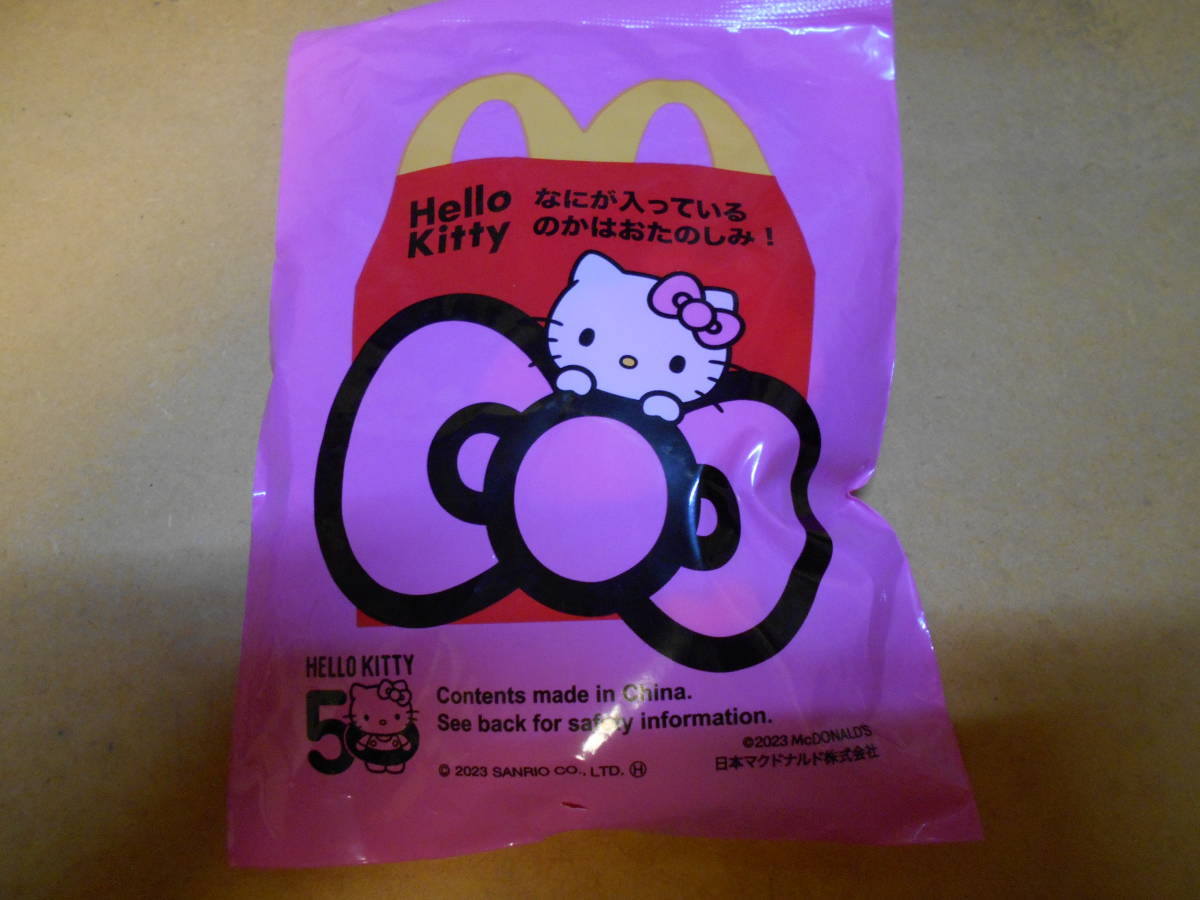 Hello
Kitty
なにが入っている
のかはおたのしみ!
HELLO KITTY
50
Contents made in China.
See back for safety information.
©2023 McDONALD'S
日本マクドナルド株式会社
© 2023 SANRIO CO., LTD. Ⓗ